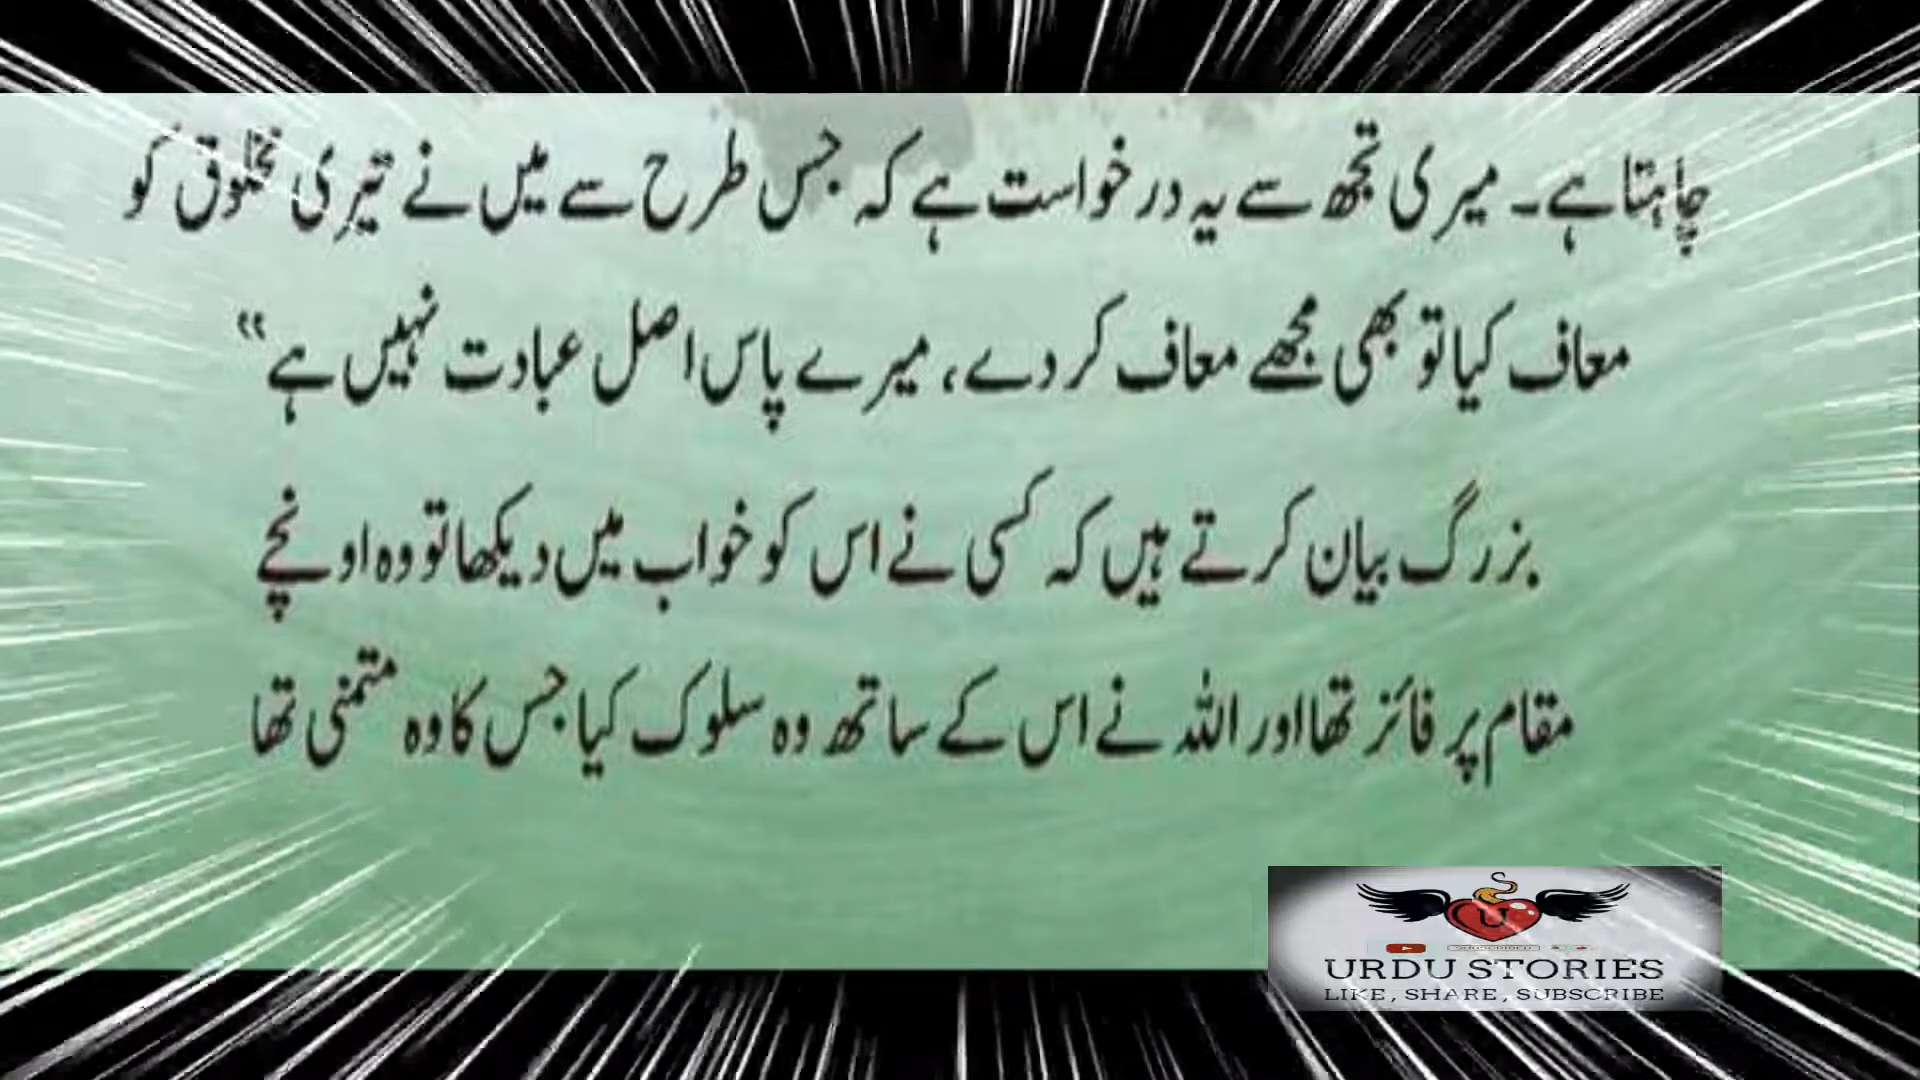 چاہتا ہے۔ میری تجھ سے یہ درخواست ہے کہ جس طرح سے میں نے تیری مخلوق کو
معاف کیا تو بھی مجھے معاف کر دے، میرے پاس اصل عبادت نہیں ہے“
بزرگ بیان کرتے ہیں کہ کسی نے اس کو خواب میں دیکھا تو وہ اونچے
مقام پر فائز تھا اور اللہ نے اس کے ساتھ وہ سلوک کیا جس کا وہ متمنی تھا
U
URDU STORIES
LIKE, SHARE, SUBSCRIBE